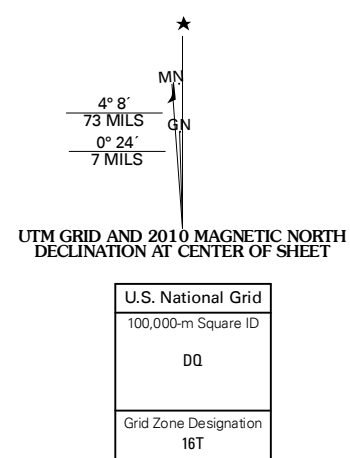 MN
4° 8´
73 MILS
GN
0° 24´
7 MILS
UTM GRID AND 2010 MAGNETIC NORTH
DECLINATION AT CENTER OF SHEET
U.S. National Grid
100,000-m Square ID
DQ
Grid Zone Designation
16T